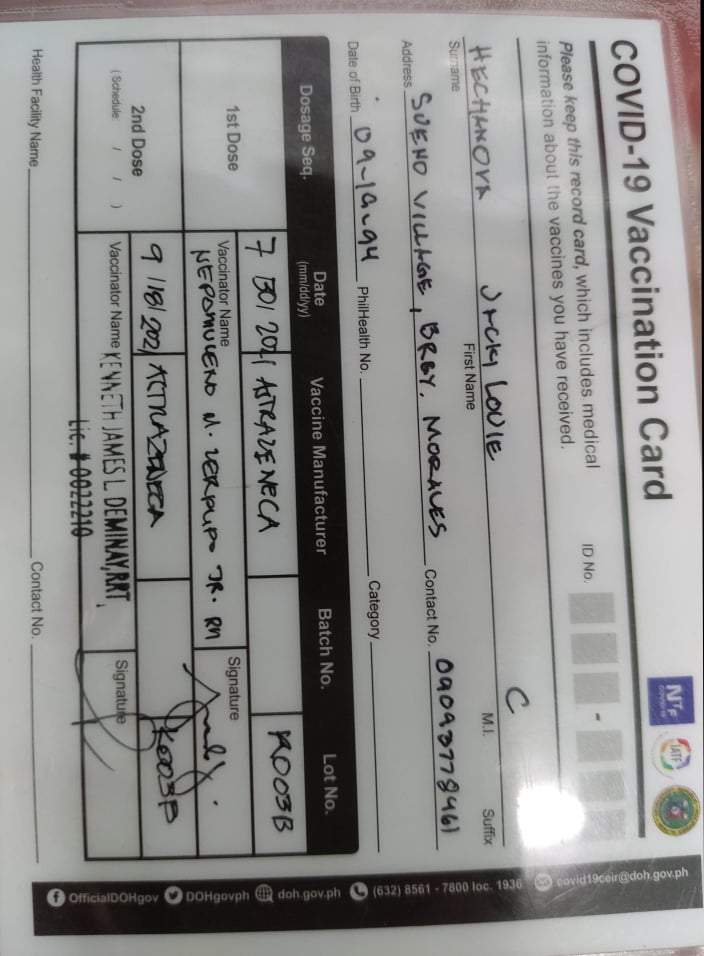 COVID-19 Vaccination Card
NTF
COVID-19
IATF
Please keep this record card, which includes medical
information about the vaccines you have received.
ID No. -
HECHANOVA JACKY LOUIE C
Surname First Name M.I. Suffix
Address SUENO VILLAGE, BRGY. MORALES Contact No. 09093778461
Date of Birth 09-19-94 PhilHealth No. Category
Dosage Seq. Date Vaccine Manufacturer Batch No. Lot No.
(mm/dd/yy)
1st Dose 7/30/2021 ASTRAZENECA K003B
Vaccinator Name Signature
NEPOMUCENO M. JR. RN
2nd Dose 9/18/2021 ASTRAZENECA K003B
(Schedule: / / )
Vaccinator Name KENNETH JAMES L. DEMINAY, RRT, Signature
Lic. # 0022210
Health Facility Name Contact No.
OfficialDOHgov DOHgovph doh.gov.ph (632) 8561 - 7800 loc. 1936 covid19ceir@doh.gov.ph